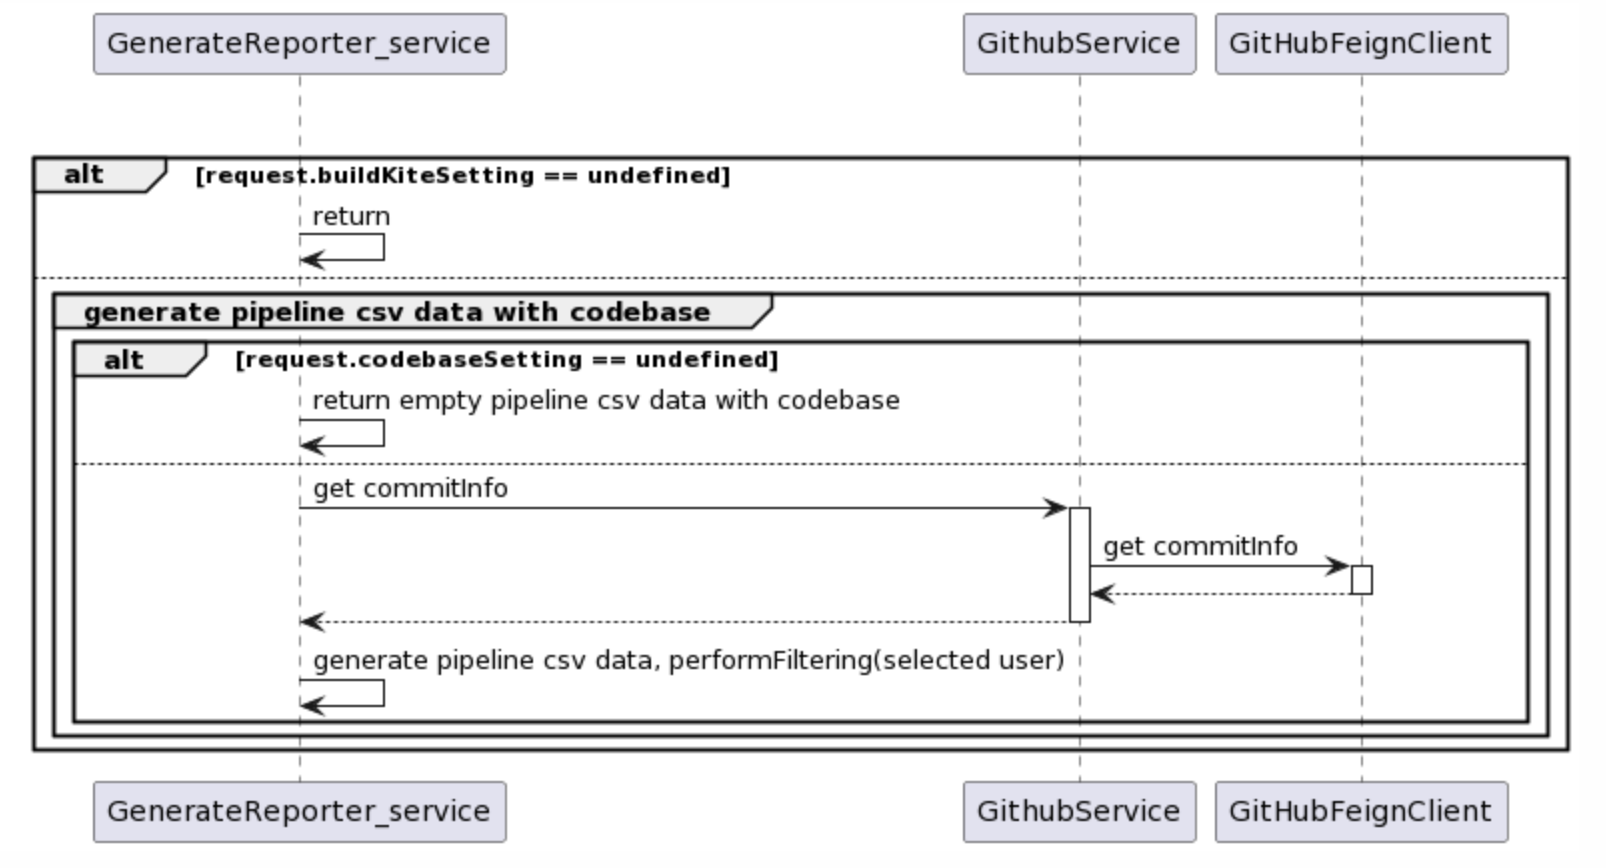 GenerateReporter_service
GithubService
GitHubFeignClient
alt
[request.buildKiteSetting == undefined]
return
generate pipeline csv data with codebase
alt
[request.codebaseSetting == undefined]
return empty pipeline csv data with codebase
get commitInfo
get commitInfo
generate pipeline csv data, performFiltering(selected user)
GenerateReporter_service
GithubService
GitHubFeignClient